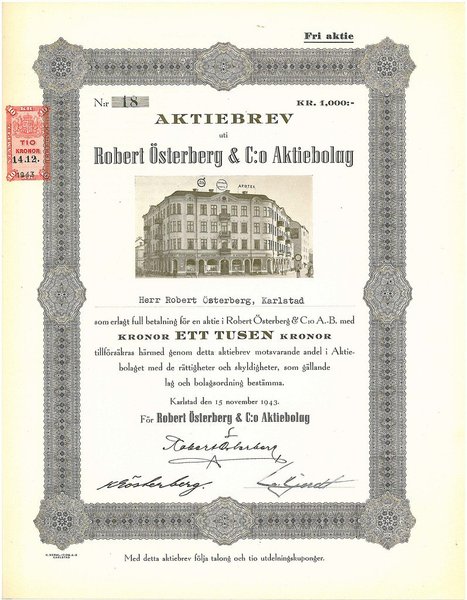 Fri aktie
N:r 18
KR. 1,000:-
AKTIEBREV
uti
Robert Österberg & C:o Aktiebolag
TIO
KRONOR
14.12.
1943
APOTEK
Herr Robert Österberg, Karlstad
som erlagt full betalning för en aktie i Robert Österberg & C:o A.-B. med
KRONOR ETT TUSEN KRONOR
tillförsäkras härmed genom detta aktiebrev motsvarande andel i Aktie-
bolaget med de rättigheter och skyldigheter, som gällande
lag och bolagsordning bestämma.
Karlstad den 15 november 1943.
För Robert Österberg & C:o Aktiebolag
Robert Österberg
K Österberg.
Med detta aktiebrev följa talong och tio utdelningskuponger.